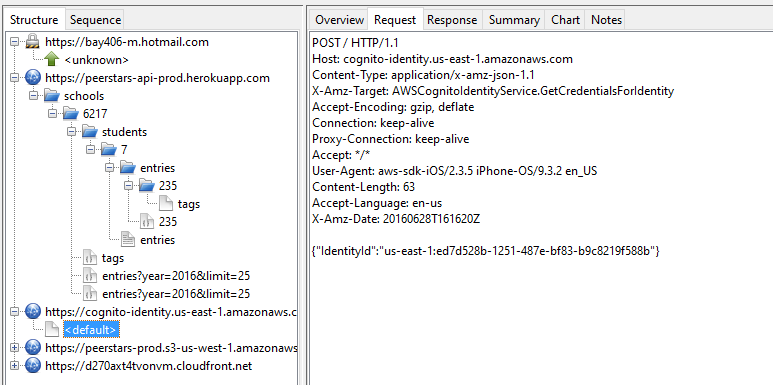 Structure Sequence
https://bay406-m.hotmail.com
<unknown>
https://peerstars-api-prod.herokuapp.com
schools
6217
students
7
entries
235
tags
235
entries
tags
entries?year=2016&limit=25
entries?year=2016&limit=25
https://cognito-identity.us-east-1.amazonaws.c
<default>
https://peerstars-prod.s3-us-west-1.amazonaws
https://d270axt4tvonvm.cloudfront.net
Overview Request Response Summary Chart Notes
POST / HTTP/1.1
Host: cognito-identity.us-east-1.amazonaws.com
Content-Type: application/x-amz-json-1.1
X-Amz-Target: AWSCognitoIdentityService.GetCredentialsForIdentity
Accept-Encoding: gzip, deflate
Connection: keep-alive
Proxy-Connection: keep-alive
Accept: */*
User-Agent: aws-sdk-iOS/2.3.5 iPhone-OS/9.3.2 en_US
Content-Length: 63
Accept-Language: en-us
X-Amz-Date: 20160628T161620Z
{"IdentityId":"us-east-1:ed7d528b-1251-487e-bf83-b9c8219f588b"}